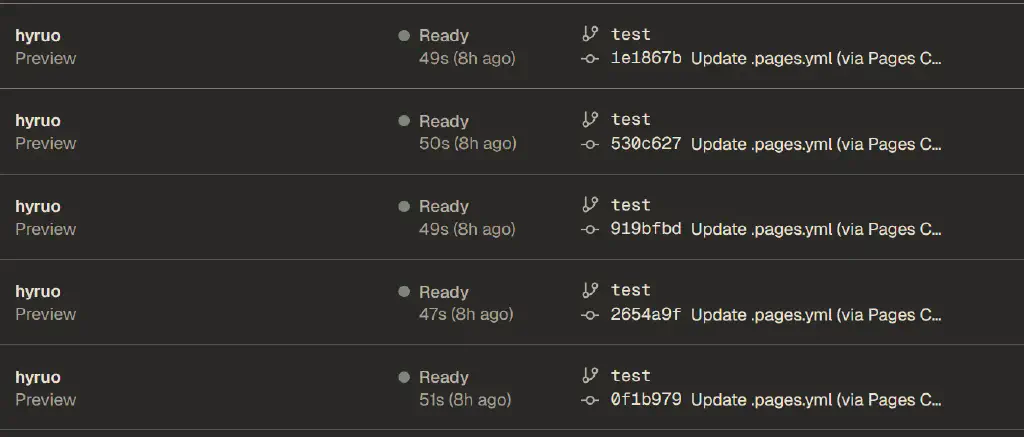 hyruo
Preview
Ready
49s (8h ago)
test
1e1867b Update .pages.yml (via Pages C...
hyruo
Preview
Ready
50s (8h ago)
test
530c627 Update .pages.yml (via Pages C...
hyruo
Preview
Ready
49s (8h ago)
test
919bfbd Update .pages.yml (via Pages C...
hyruo
Preview
Ready
47s (8h ago)
test
2654a9f Update .pages.yml (via Pages C...
hyruo
Preview
Ready
51s (8h ago)
test
0f1b979 Update .pages.yml (via Pages C...